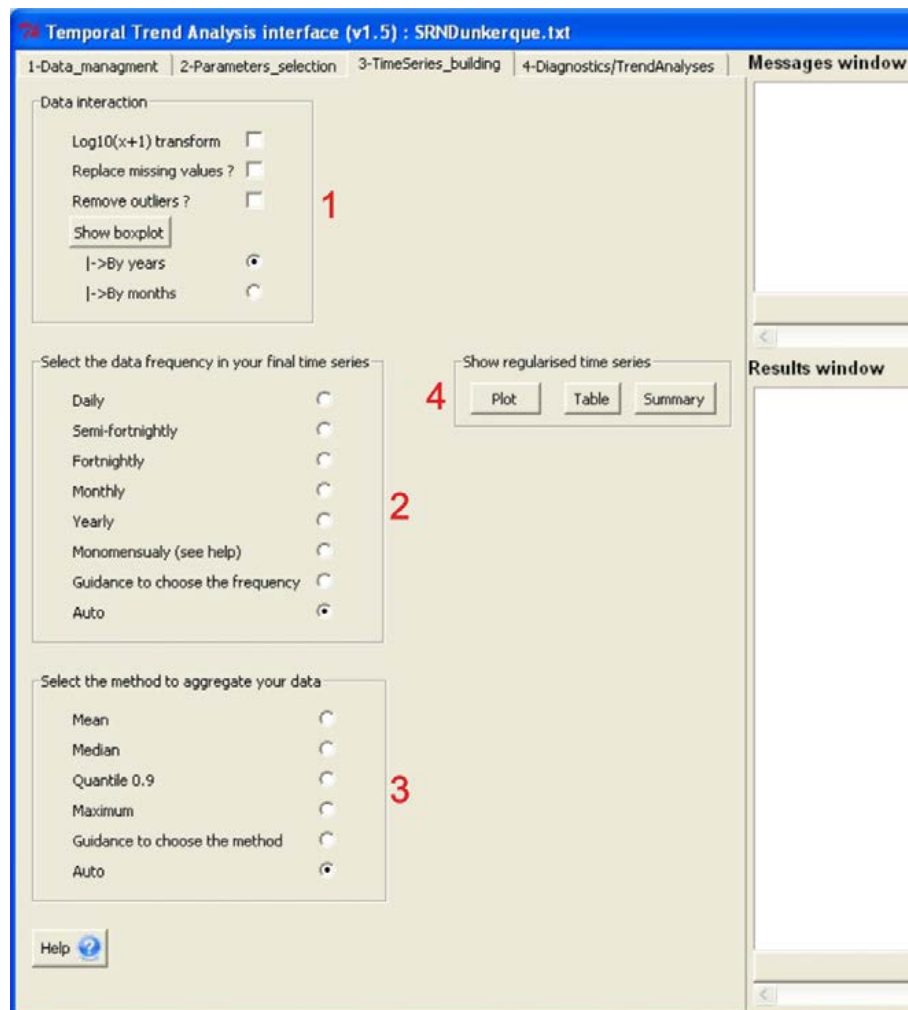 Temporal Trend Analysis interface (v1.5) : SRNDunkerque.txt
1-Data_managment 2-Parameters_selection 3-TimeSeries_building 4-Diagnostics/TrendAnalyses
Messages window
Data interaction
Log10(x+1) transform
Replace missing values ?
Remove outliers ?
1
Show boxplot
|->By years
|->By months
Select the data frequency in your final time series
Daily
Semi-fortnightly
Fortnightly
Monthly
2
Yearly
Monomensualy (see help)
Guidance to choose the frequency
Auto
Show regularised time series
4
Plot Table Summary
Results window
Select the method to aggregate your data
Mean
Median
Quantile 0.9
3
Maximum
Guidance to choose the method
Auto
Help ?